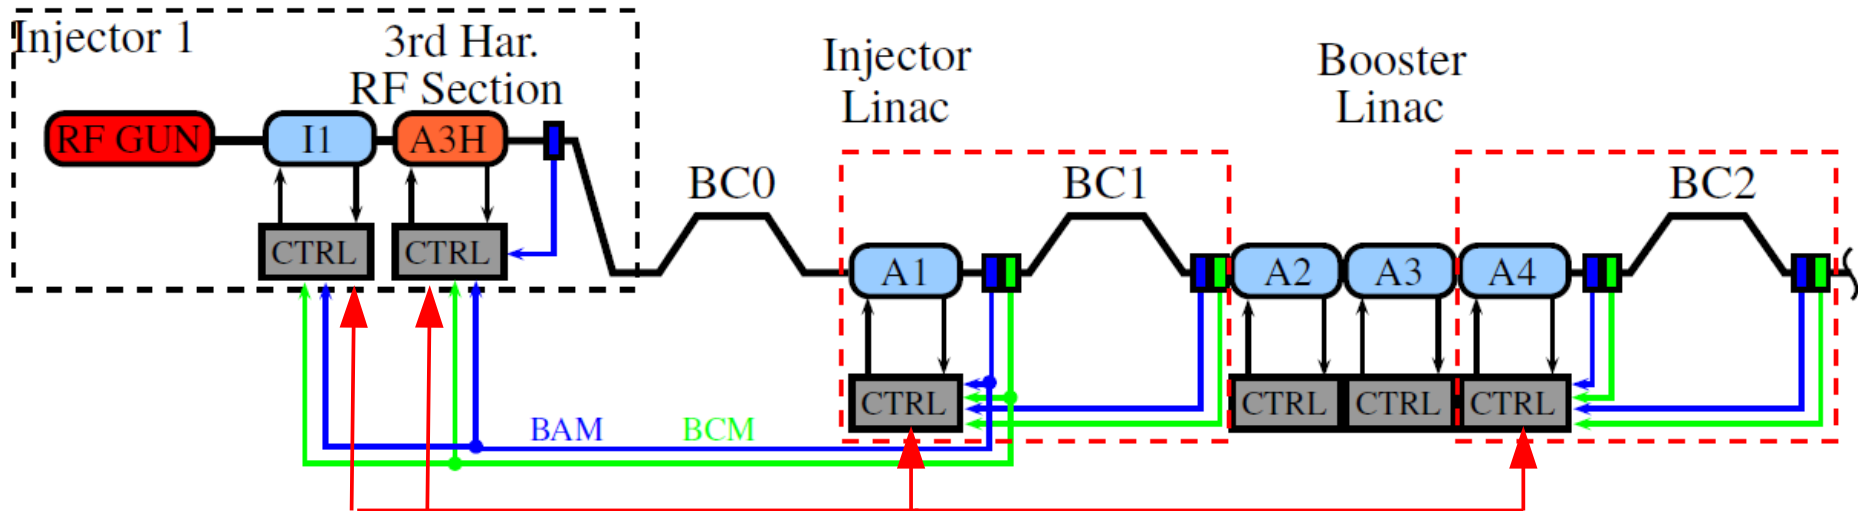 Injector 1
3rd Har.
RF Section
Injector
Linac
Booster
Linac
RF GUN
I1
A3H
BC0
BC1
BC2
CTRL
CTRL
A1
A2
A3
A4
CTRL
CTRL
CTRL
CTRL
BAM
BCM